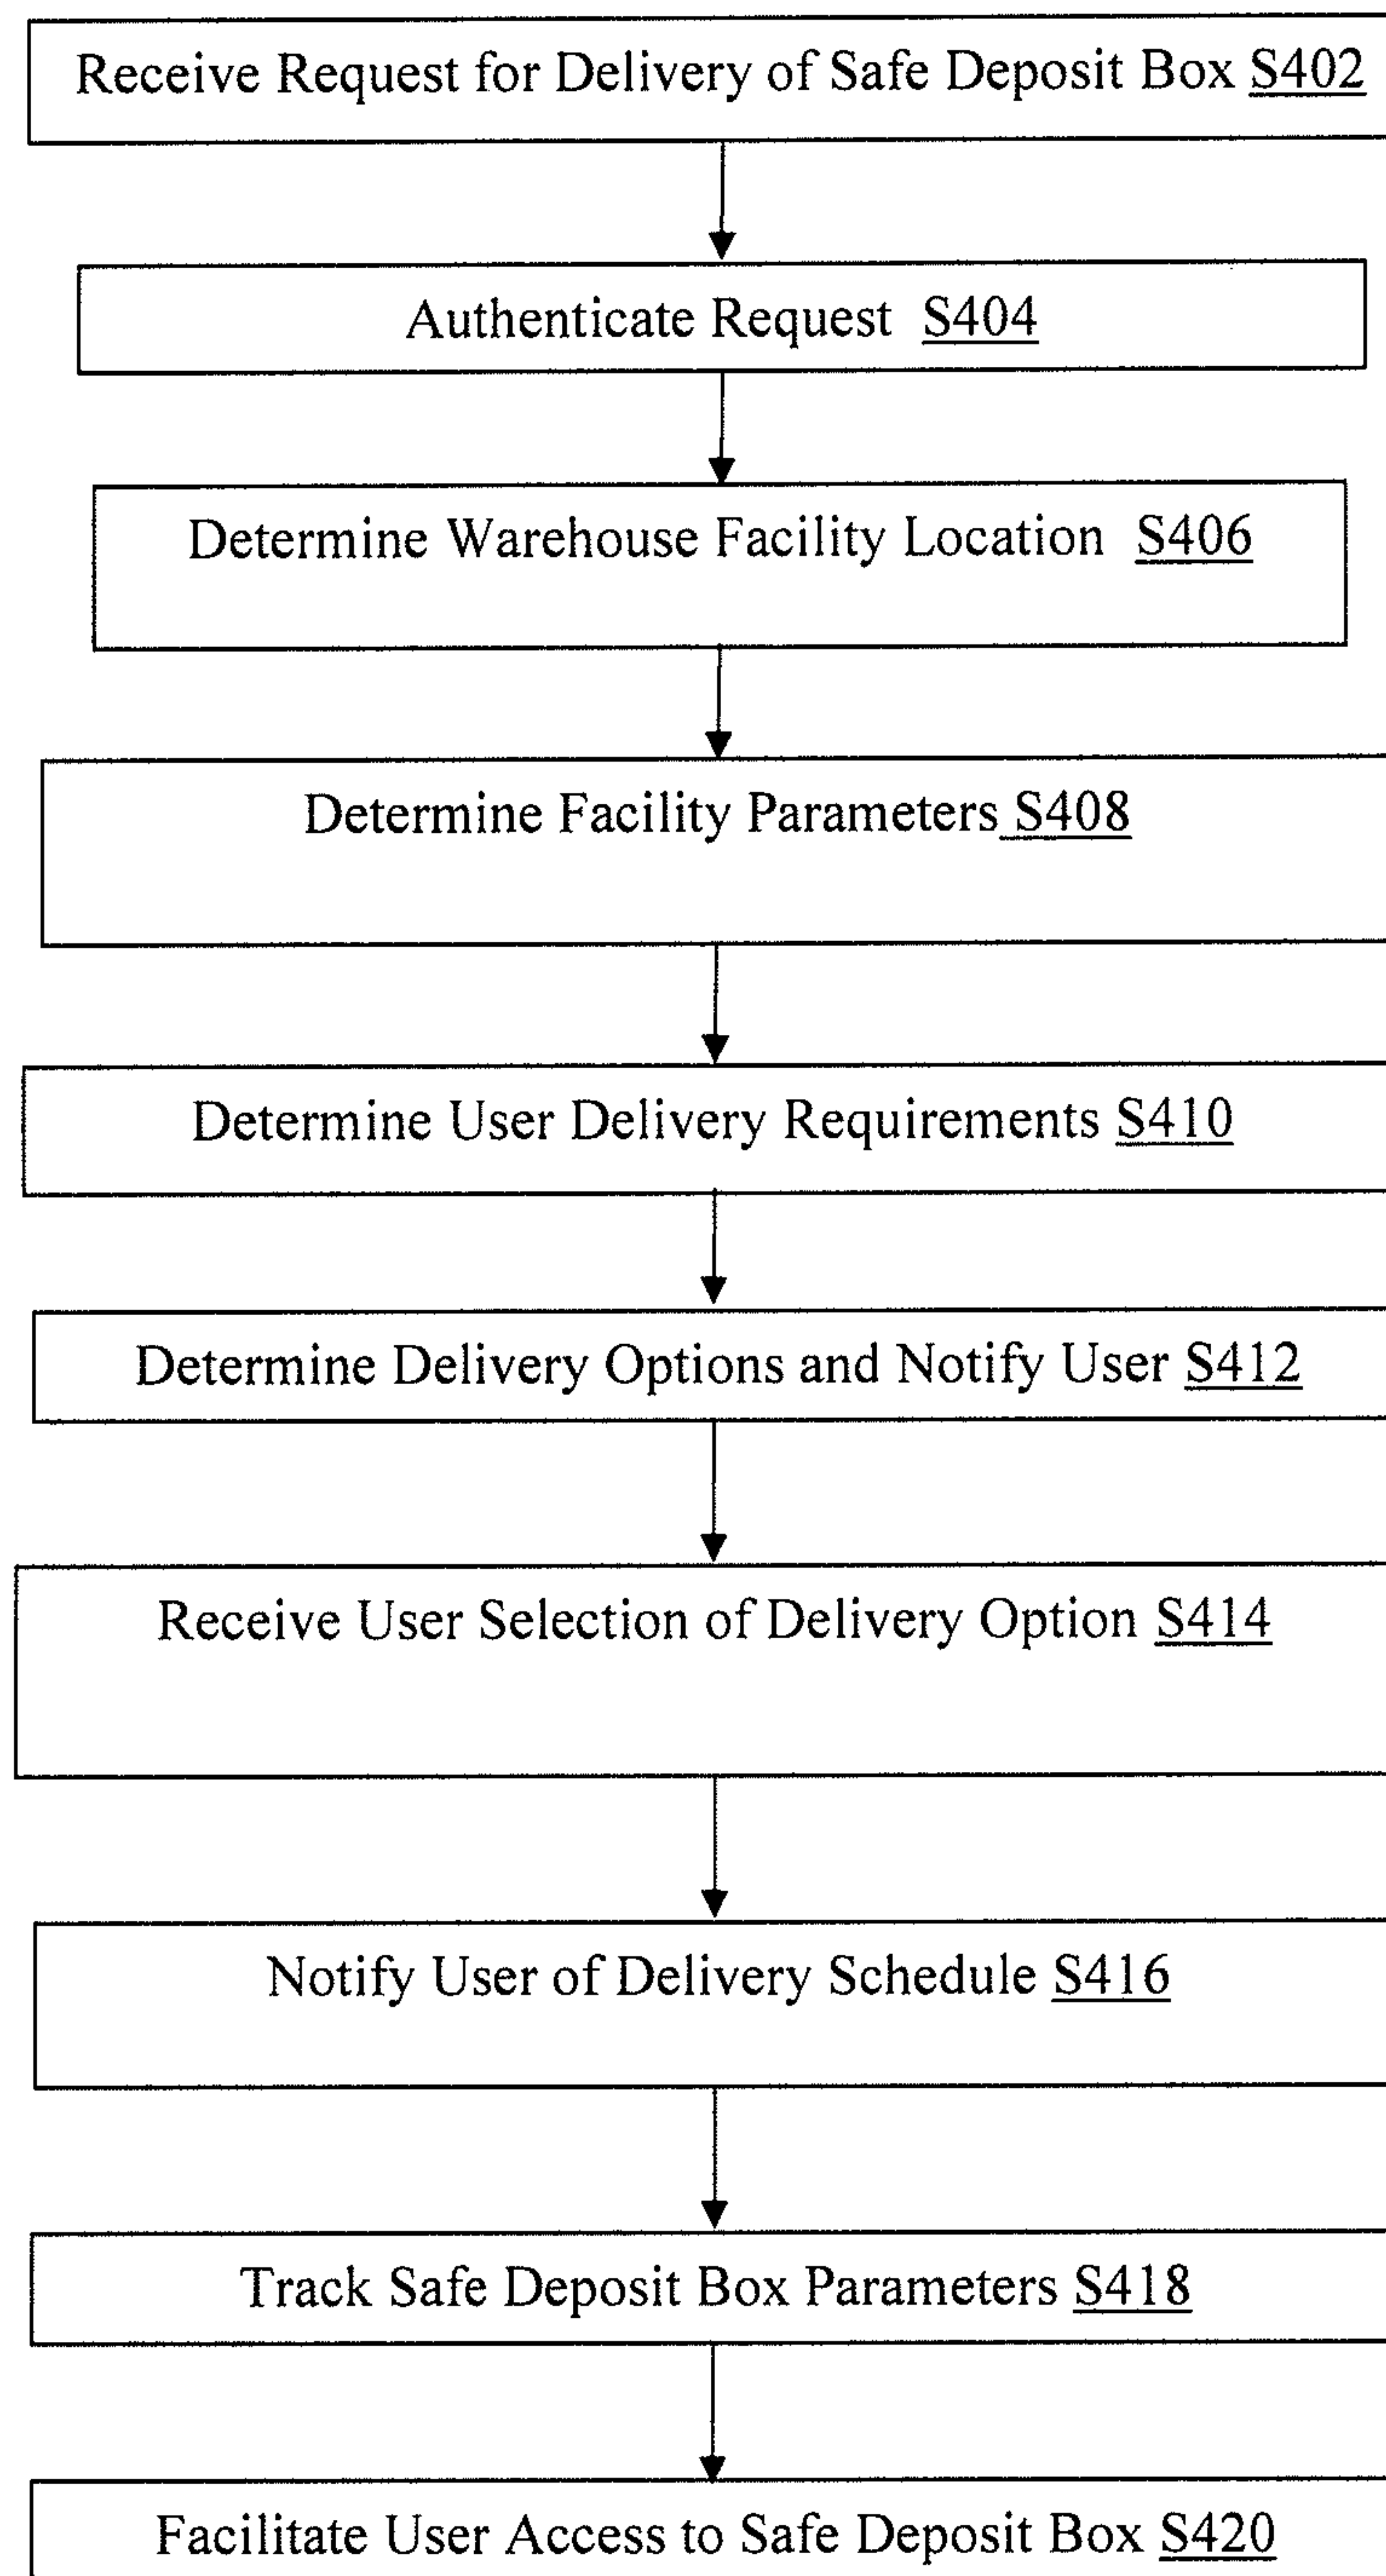 Receive Request for Delivery of Safe Deposit Box S402
Authenticate Request S404
Determine Warehouse Facility Location S406
Determine Facility Parameters S408
Determine User Delivery Requirements S410
Determine Delivery Options and Notify User S412
Receive User Selection of Delivery Option S414
Notify User of Delivery Schedule S416
Track Safe Deposit Box Parameters S418
Facilitate User Access to Safe Deposit Box S420